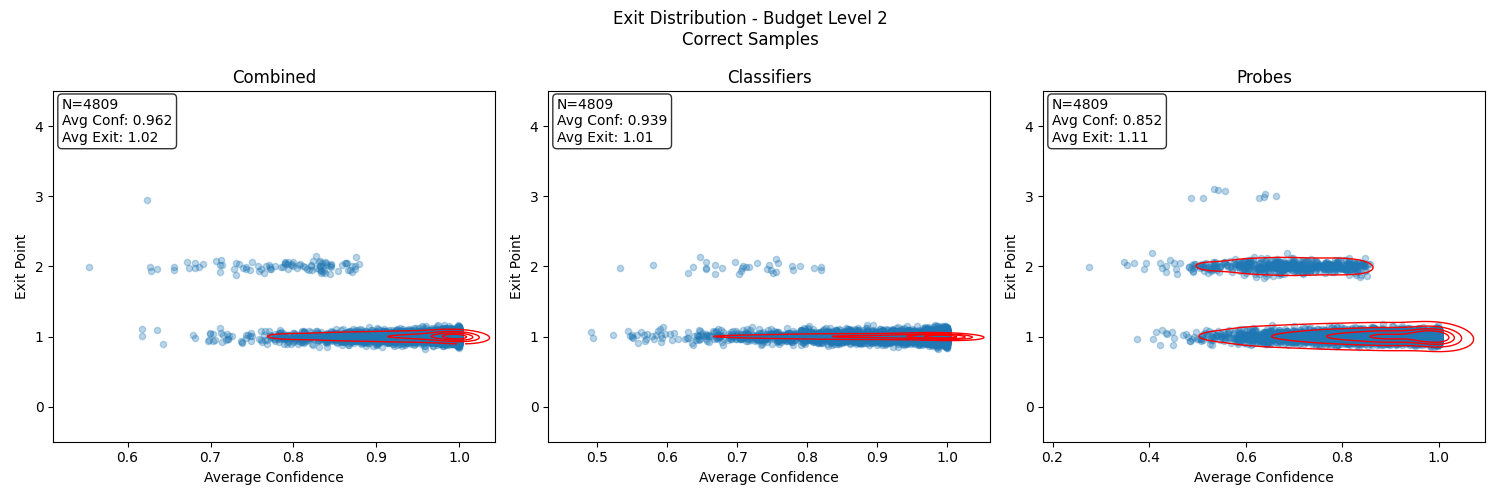 Exit Distribution - Budget Level 2
Correct Samples
Combined
N=4809
Avg Conf: 0.962
Avg Exit: 1.02
4
3
2
1
0
Exit Point
0.6 0.7 0.8 0.9 1.0
Average Confidence
Classifiers
N=4809
Avg Conf: 0.939
Avg Exit: 1.01
4
3
2
1
0
Exit Point
0.5 0.6 0.7 0.8 0.9 1.0
Average Confidence
Probes
N=4809
Avg Conf: 0.852
Avg Exit: 1.11
4
3
2
1
0
Exit Point
0.2 0.4 0.6 0.8 1.0
Average Confidence